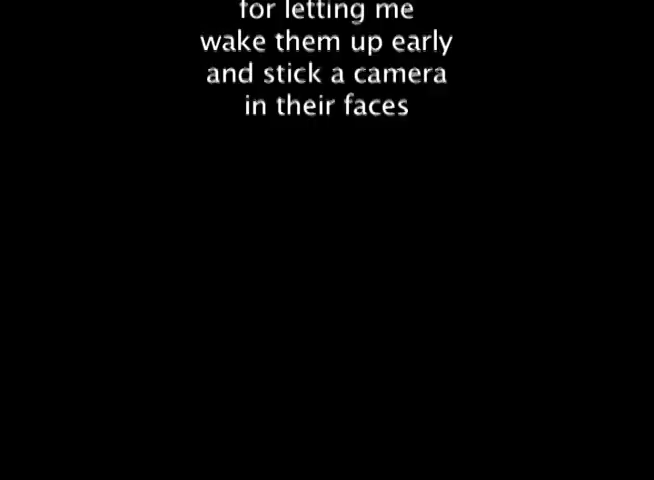 for letting me
wake them up early
and stick a camera
in their faces